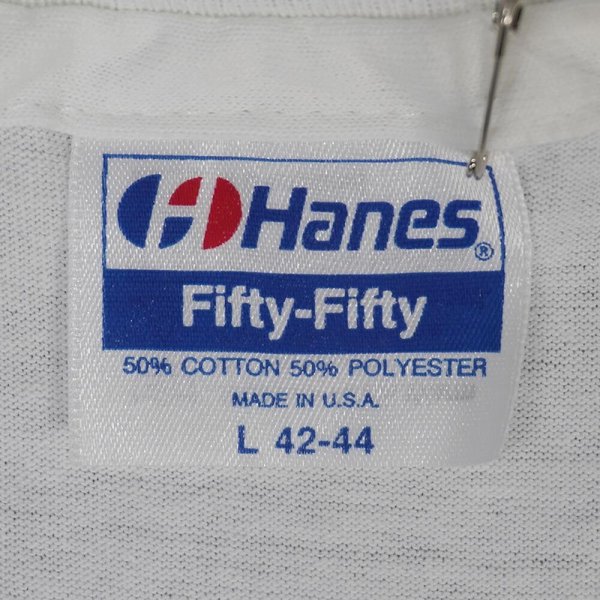 Hanes®
Fifty-Fifty
50% COTTON 50% POLYESTER
MADE IN U.S.A.
L 42-44